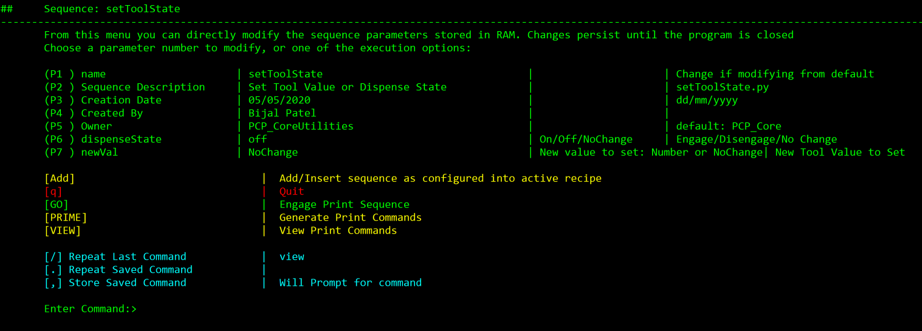 ##     Sequence: setToolState
--------------------------------------------------------------------------------
From this menu you can directly modify the sequence parameters stored in RAM. Changes persist until the program is closed
Choose a parameter number to modify, or one of the execution options:
(P1 ) name | setToolState | | Change if modifying from default
(P2 ) Sequence Description | Set Tool Value or Dispense State | | setToolState.py
(P3 ) Creation Date | 05/05/2020 | | dd/mm/yyyy
(P4 ) Created By | Bijal Patel | |
(P5 ) Owner | PCP_CoreUtilities | | default: PCP_Core
(P6 ) dispenseState | off | On/Off/NoChange | Engage/Disengage/No Change
(P7 ) newVal | NoChange | New value to set: Number or NoChange| New Tool Value to Set
[Add] | Add/Insert sequence as configured into active recipe
[q] | Quit
[GO] | Engage Print Sequence
[PRIME] | Generate Print Commands
[VIEW] | View Print Commands
[/] Repeat Last Command | view
[.] Repeat Saved Command |
[,] Store Saved Command | Will Prompt for command
Enter Command:>